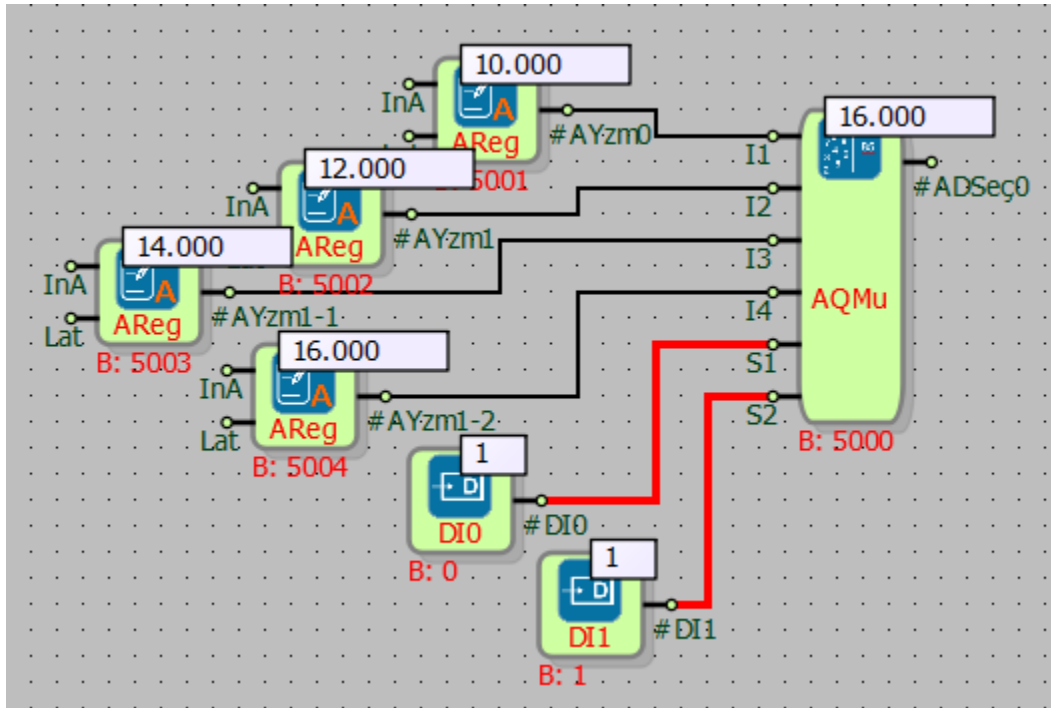 10.000
InA
A
AReg
#AYzm0
B: 5001
12.000
InA
A
AReg
#AYzm1
B: 5002
14.000
InA
A
Lat
AReg
#AYzm1-1
B: 5003
16.000
InA
A
Lat
AReg
#AYzm1-2
B: 5004
1
D
DI0
#DI0
B: 0
1
D
DI1
#DI1
B: 1
16.000
I1
I2
I3
I4
S1
S2
AQMu
#ADSeç0
B: 5000